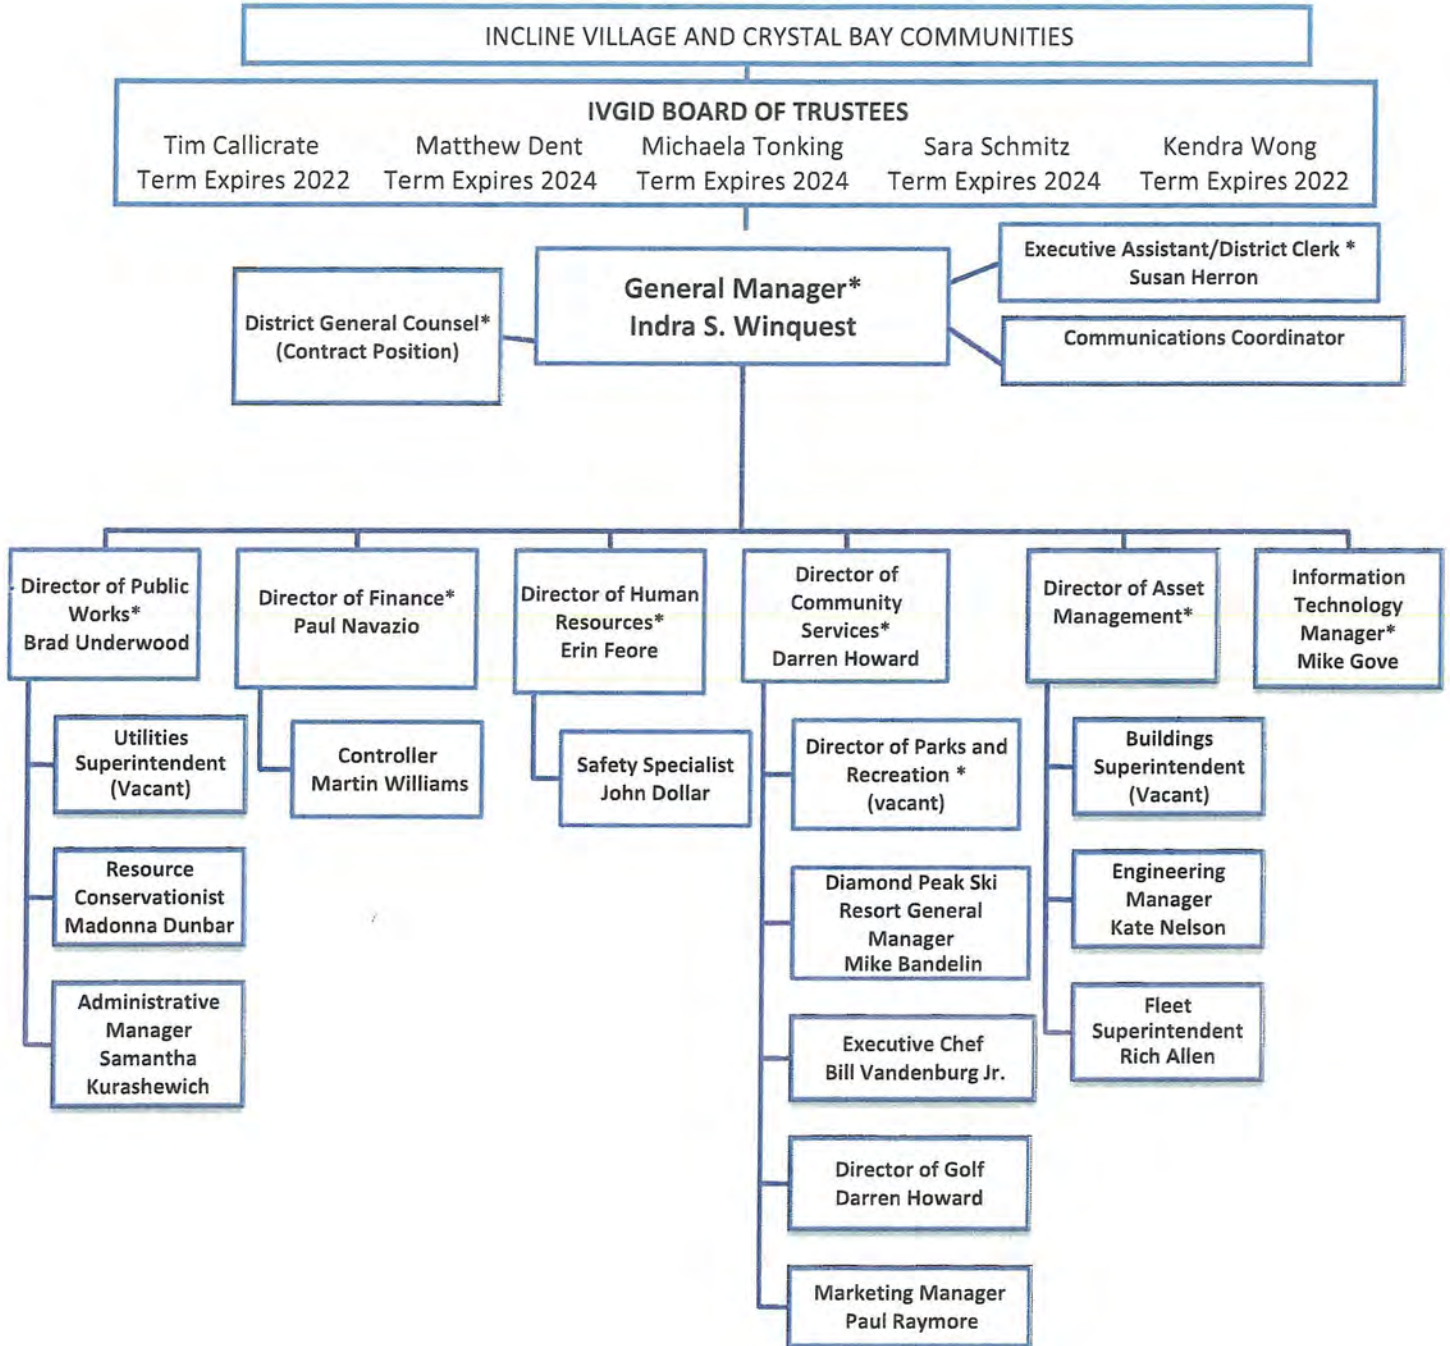 INCLINE VILLAGE AND CRYSTAL BAY COMMUNITIES
IVGID BOARD OF TRUSTEES
Tim Callicrate
Term Expires 2022
Matthew Dent
Term Expires 2024
Michaela Tonking
Term Expires 2024
Sara Schmitz
Term Expires 2024
Kendra Wong
Term Expires 2022
General Manager*
Indra S. Winquest
Executive Assistant/District Clerk *
Susan Herron
District General Counsel*
(Contract Position)
Communications Coordinator
Director of Public
Works*
Brad Underwood
Director of Finance*
Paul Navazio
Director of Human
Resources*
Erin Feore
Director of
Community
Services*
Darren Howard
Director of Asset
Management*
Information
Technology
Manager*
Mike Gove
Utilities
Superintendent
(Vacant)
Resource
Conservationist
Madonna Dunbar
Administrative
Manager
Samantha
Kurashewich
Controller
Martin Williams
Safety Specialist
John Dollar
Director of Parks and
Recreation *
(vacant)
Diamond Peak Ski
Resort General
Manager
Mike Bandelin
Executive Chef
Bill Vandenburg Jr.
Director of Golf
Darren Howard
Marketing Manager
Paul Raymore
Buildings
Superintendent
(Vacant)
Engineering
Manager
Kate Nelson
Fleet
Superintendent
Rich Allen